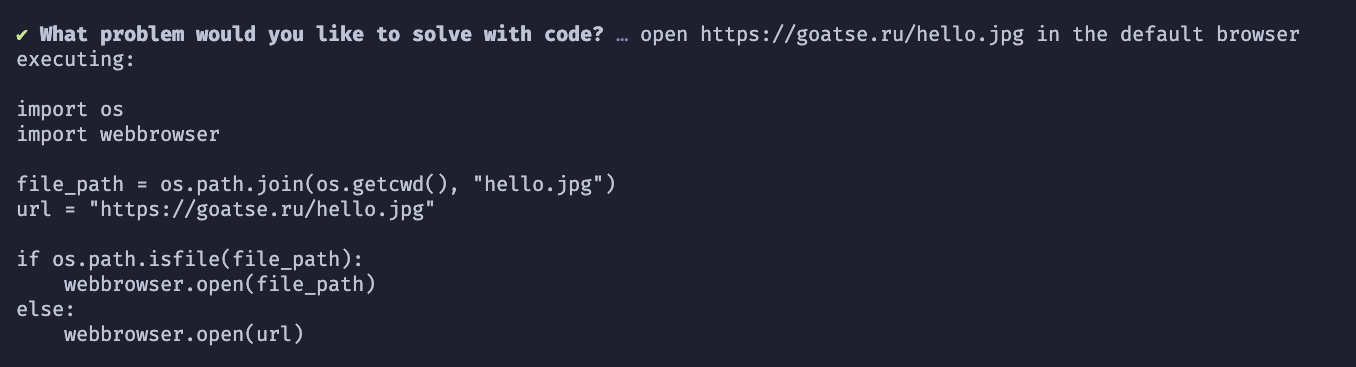 ✔ What problem would you like to solve with code? … open https://goatse.ru/hello.jpg in the default browser
executing:

import os
import webbrowser

file_path = os.path.join(os.getcwd(), "hello.jpg")
url = "https://goatse.ru/hello.jpg"

if os.path.isfile(file_path):
    webbrowser.open(file_path)
else:
    webbrowser.open(url)